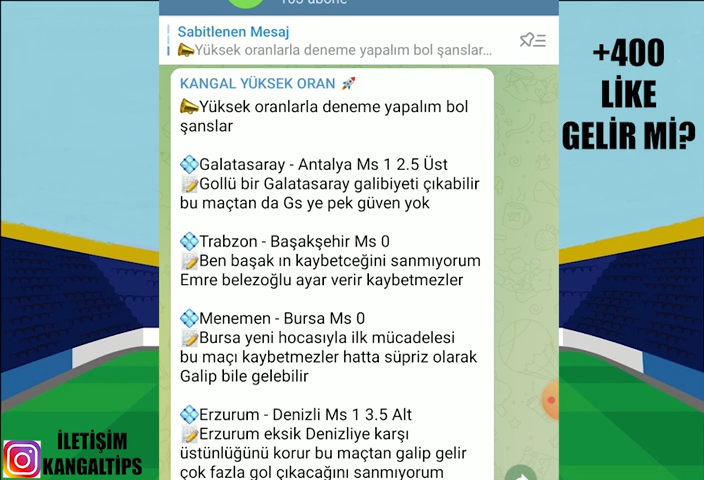 Sabitlenen Mesaj
📣Yüksek oranlarla deneme yapalım bol şanslar...
KANGAL YÜKSEK ORAN 🚀
📣Yüksek oranlarla deneme yapalım bol
şanslar
💠Galatasaray - Antalya Ms 1 2.5 Üst
📝Gollü bir Galatasaray galibiyeti çıkabilir
bu maçtan da Gs ye pek güven yok
💠Trabzon - Başakşehir Ms 0
📝Ben başak ın kaybetceğini sanmıyorum
Emre belezoğlu ayar verir kaybetmezler
💠Menemen - Bursa Ms 0
📝Bursa yeni hocasıyla ilk mücadelesi
bu maçı kaybetmezler hatta süpriz olarak
Galip bile gelebilir
💠Erzurum - Denizli Ms 1 3.5 Alt
📝Erzurum eksik Denizliye karşı
üstünlüğünü korur bu maçtan galip gelir
çok fazla gol çıkacağını sanmıyorum
+400
LİKE
GELİR Mİ?
İLETİŞİM
KANGALTİPS